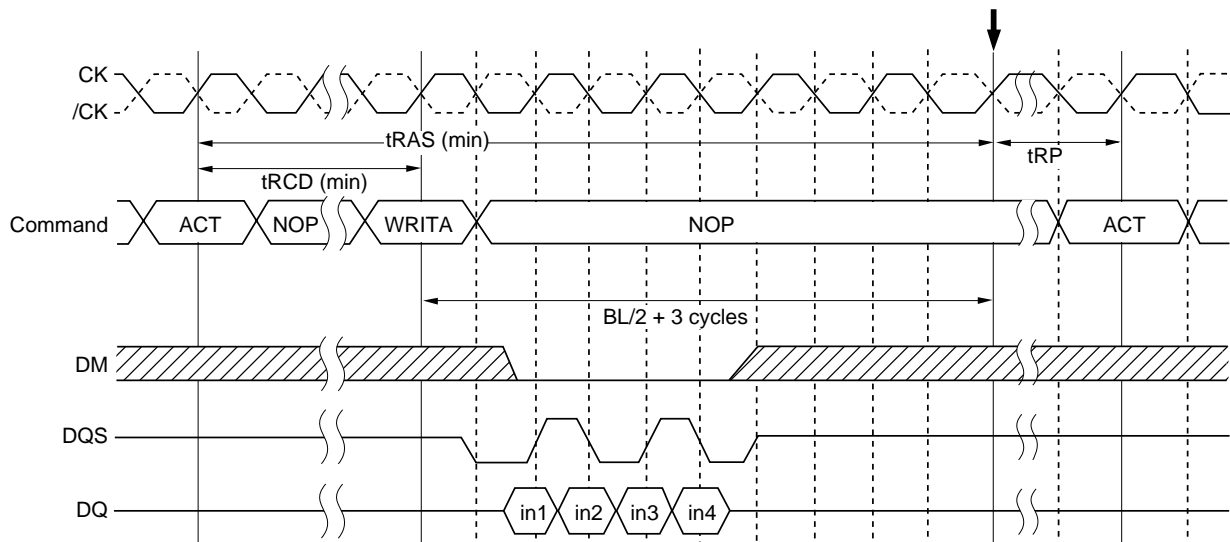 CK
/CK
tRAS (min)
tRP
tRCD (min)
Command ACT NOP WRITA NOP ACT
BL/2 + 3 cycles
DM
DQS
DQ in1 in2 in3 in4